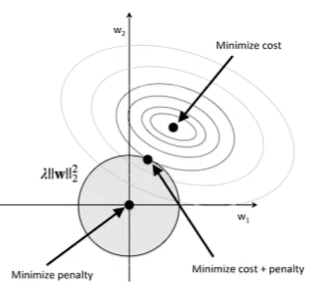 w₂
Minimize cost
λ||w||₂²
w₁
Minimize penalty
Minimize cost + penalty